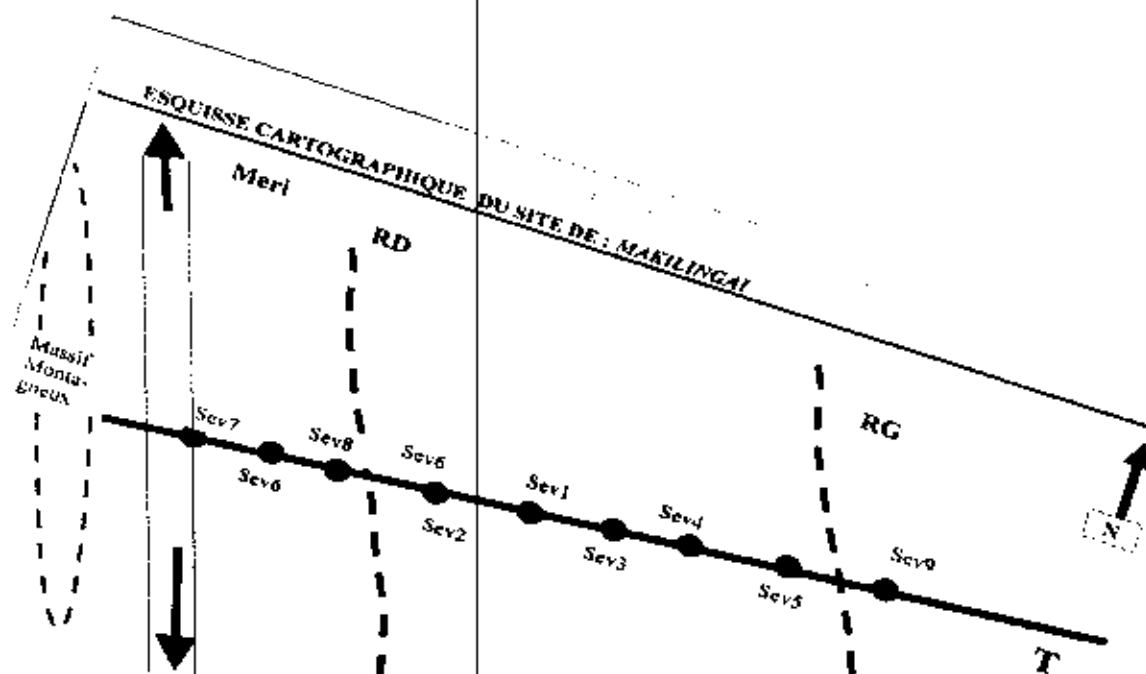 ESQUISSE CARTOGRAPHIQUE DU SITE DE : MAKILINGAI
Meri
RD
RG
Massif
Monta-
gneux
Sev7
Sev6
Sev8
Sev6
Sev2
Sev1
Sev3
Sev4
Sev5
Sev9
N
T